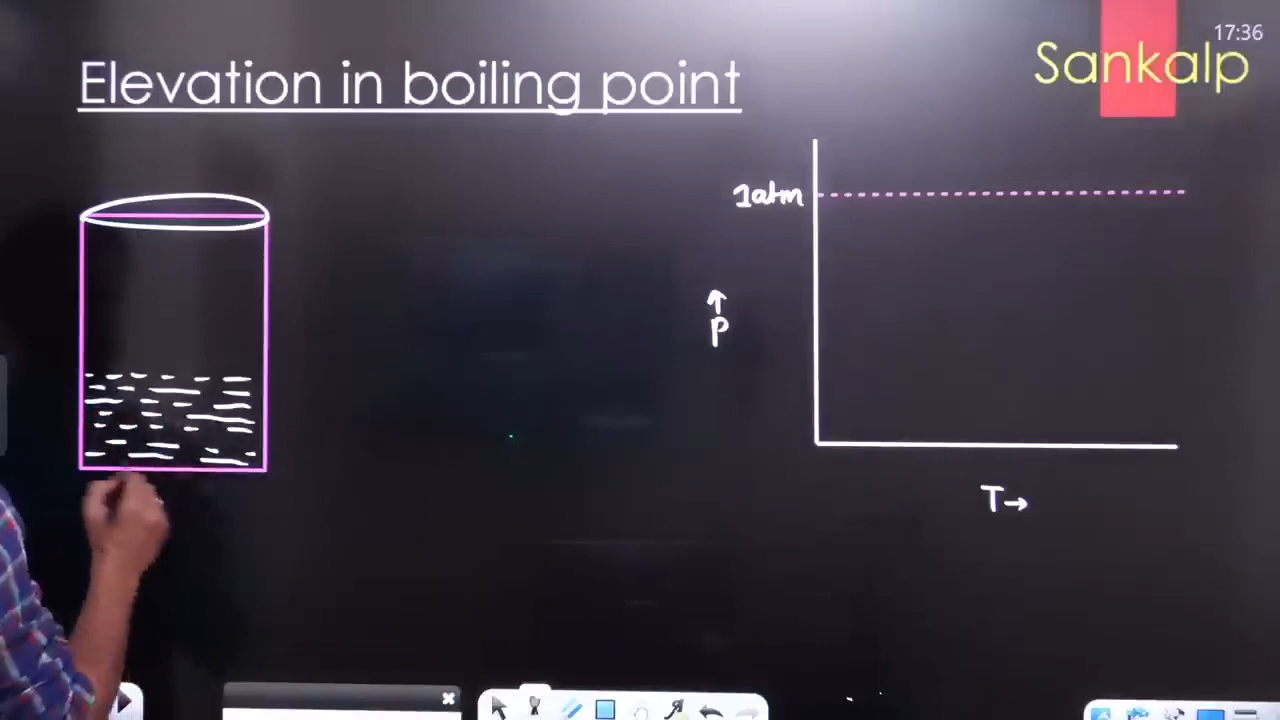 17:36
Sankalp
Elevation in boiling point
1atm
↑
P
T→